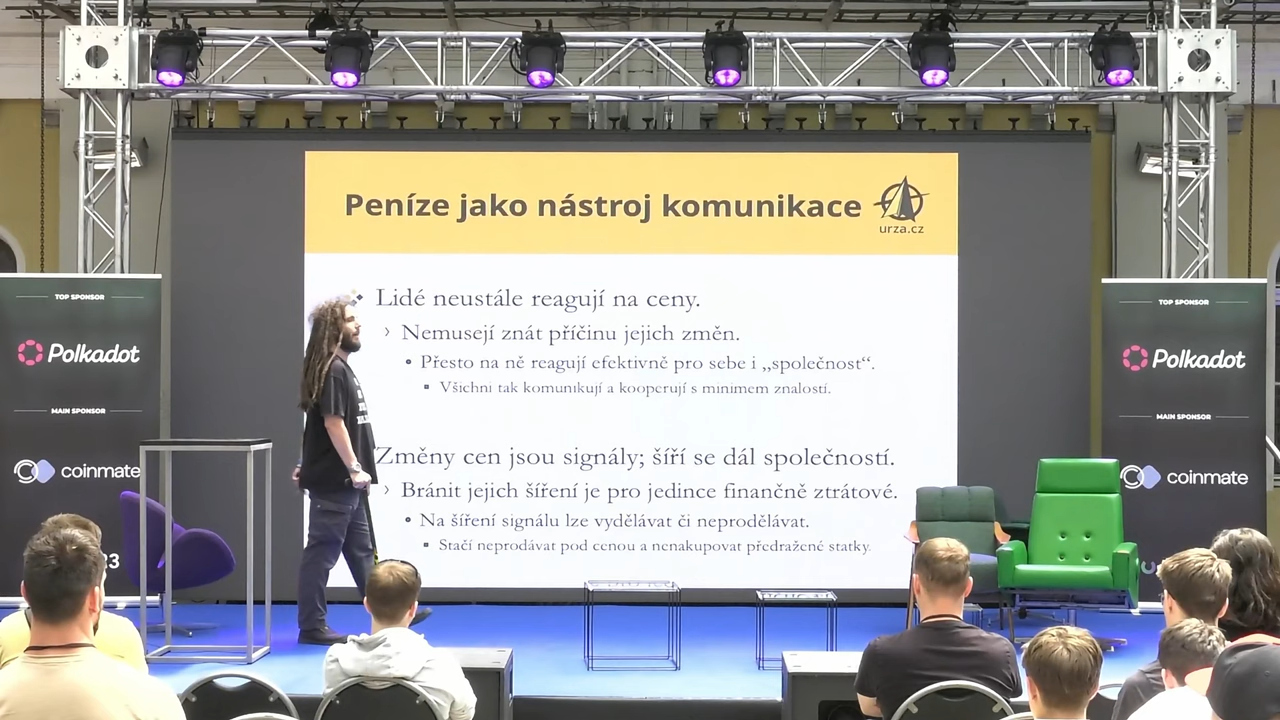 Peníze jako nástroj komunikace
urza.cz
Lidé neustále reagují na ceny.
Nemusejí znát příčinu jejich změn.
Přesto na ně reagují efektivně pro sebe i „společnost“.
Všichni tak komunikují a kooperují s minimem znalostí.
Změny cen jsou signály; šíří se dál společností.
Bránit jejich šíření je pro jedince finančně ztrátové.
Na šíření signálu lze vydělávat či neprodělávat.
Stačí neprodávat pod cenou a nenakupovat předražené statky.
TOP SPONSOR
Polkadot
MAIN SPONSOR
coinmate
23
TOP SPONSOR
Polkadot
MAIN SPONSOR
coinmate